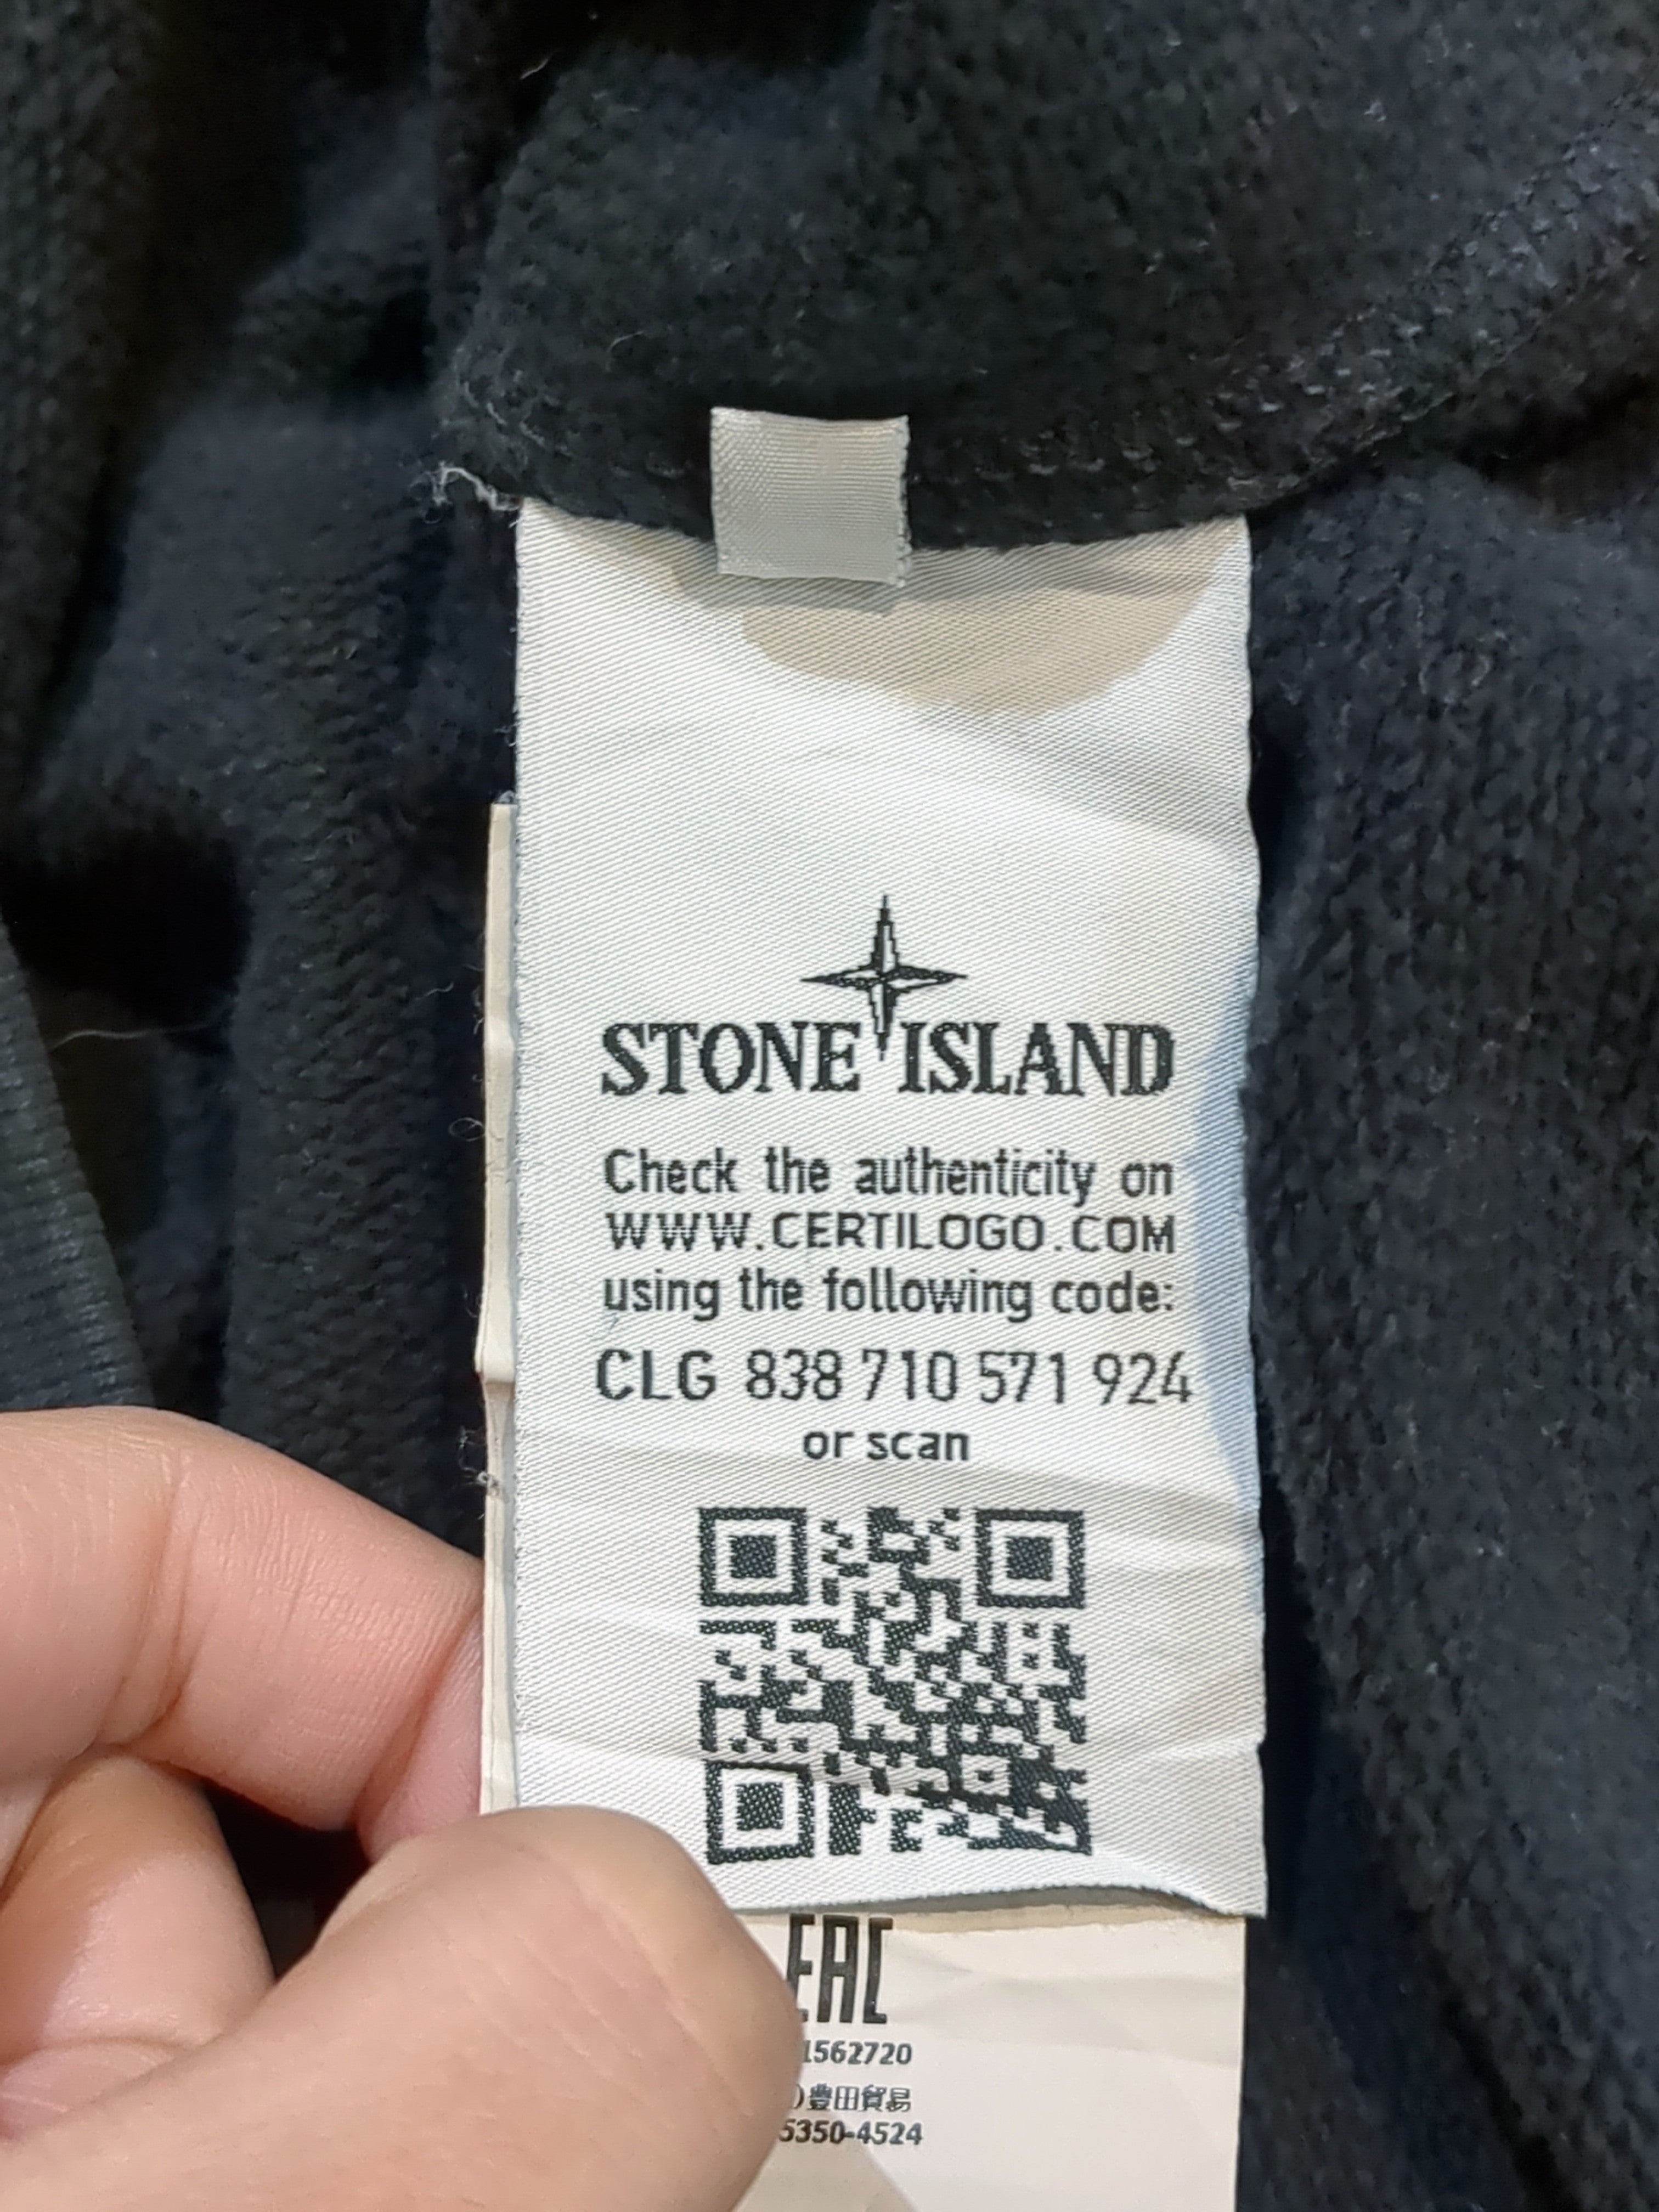 STONE ISLAND
Check the authenticity on
WWW.CERTILOGO.COM
using the following code:
CLG 838 710 571 924
or scan
EAC
1562720
)豊田貿易
5350-4524